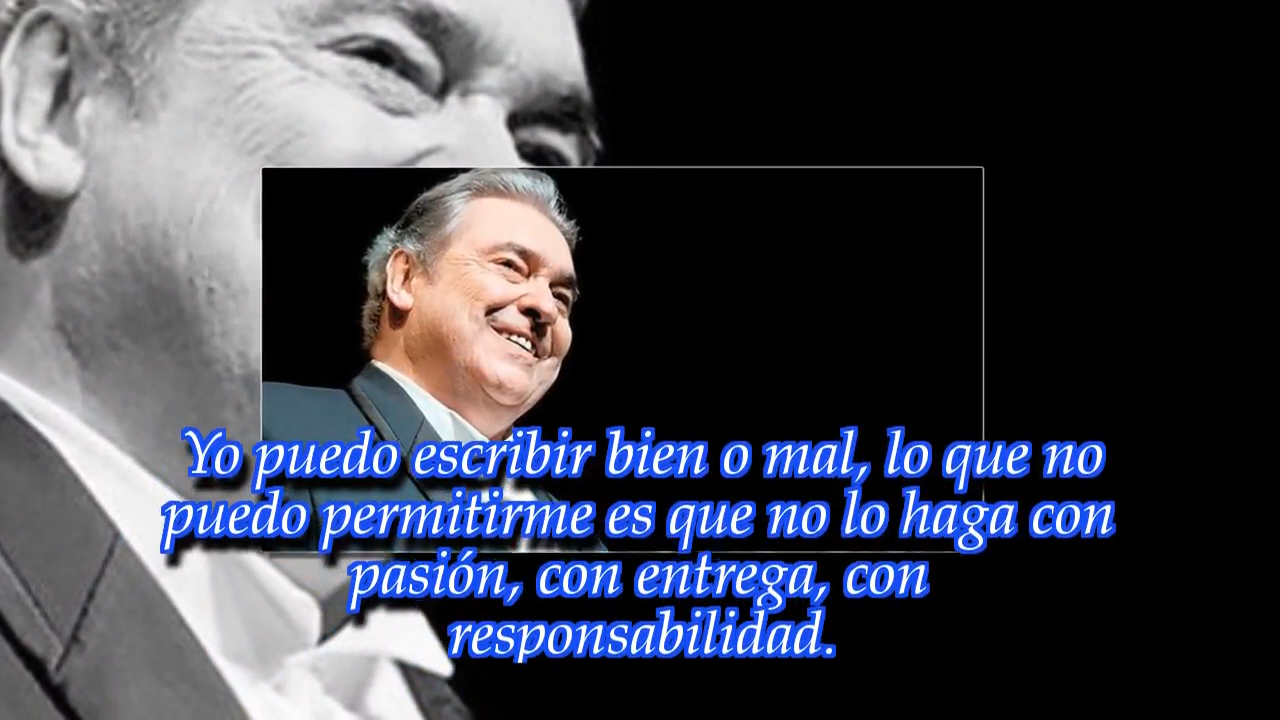 Yo puedo escribir bien o mal, lo que no
puedo permitirme es que no lo haga con
pasión, con entrega, con
responsabilidad.